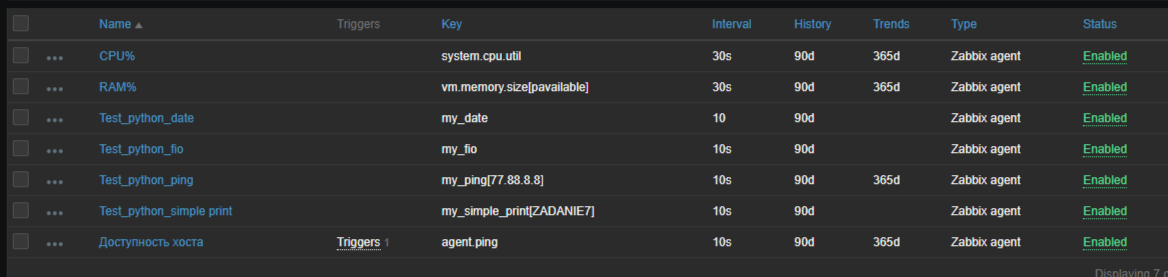 Name Triggers Key Interval History Trends Type Status
CPU% system.cpu.util 30s 90d 365d Zabbix agent Enabled
RAM% vm.memory.size[pavailable] 30s 90d 365d Zabbix agent Enabled
Test_python_date my_date 10 90d Zabbix agent Enabled
Test_python_fio my_fio 10s 90d Zabbix agent Enabled
Test_python_ping my_ping[77.88.8.8] 10s 90d 365d Zabbix agent Enabled
Test_python_simple print my_simple_print[ZADANIE7] 10s 90d Zabbix agent Enabled
Доступность хоста Triggers 1 agent.ping 10s 90d 365d Zabbix agent Enabled
Displaying 7